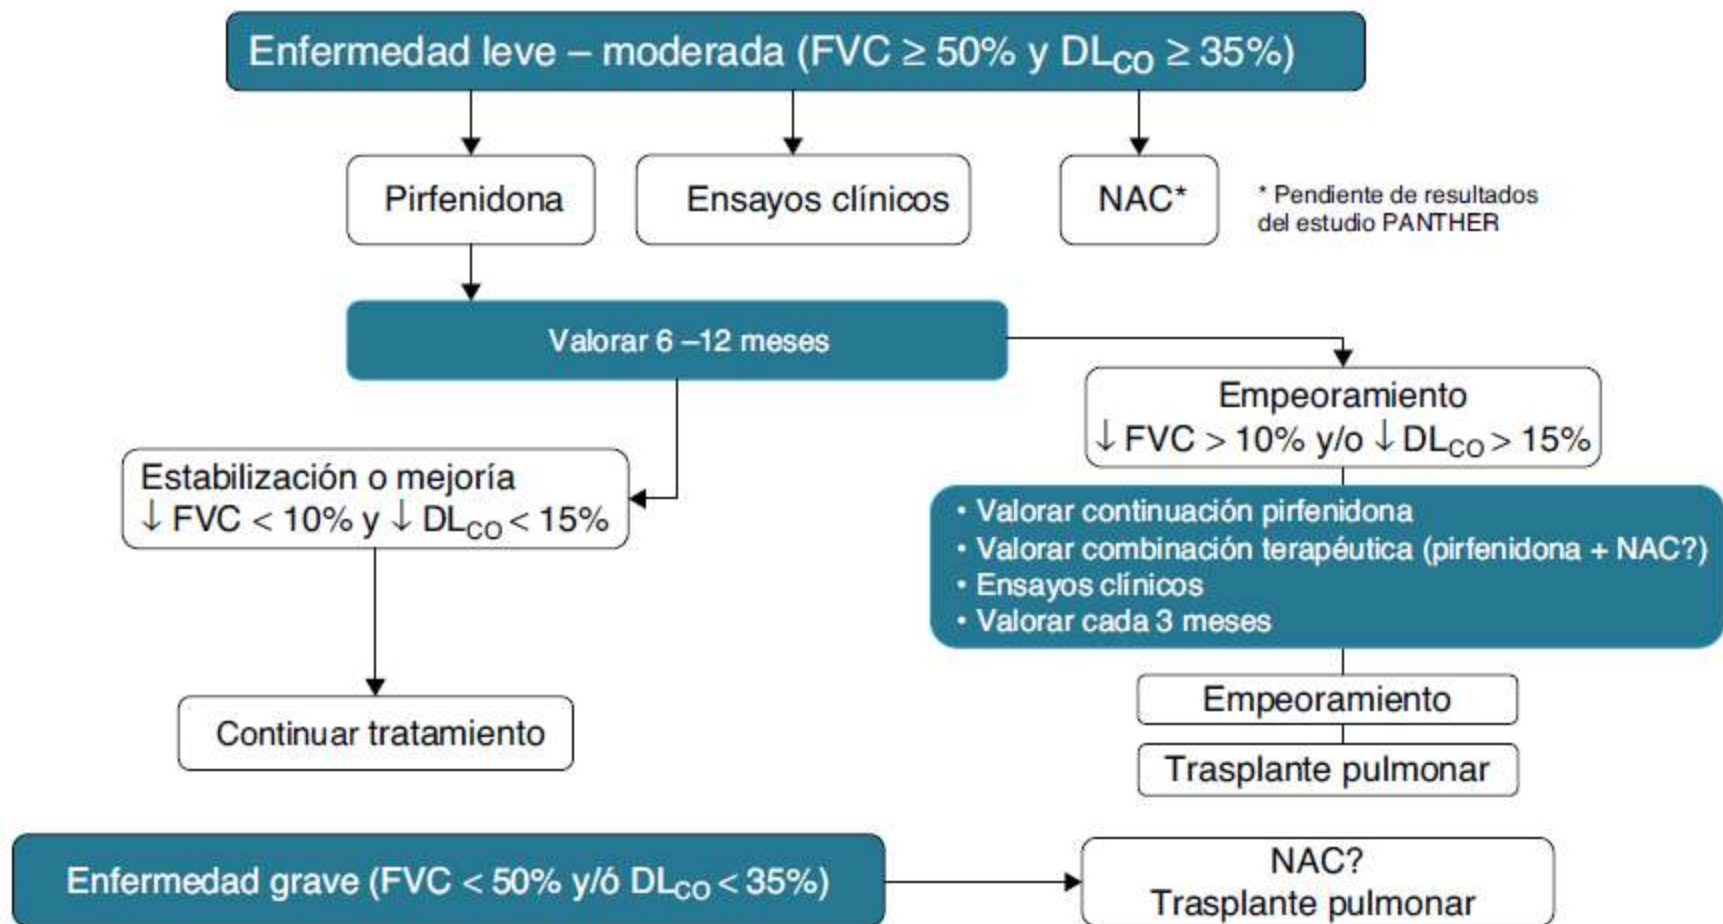 Enfermedad leve – moderada (FVC ≥ 50% y DLCO ≥ 35%)
Pirfenidona
Ensayos clínicos
NAC*
* Pendiente de resultados
del estudio PANTHER
Valorar 6 –12 meses
Empeoramiento
↓ FVC > 10% y/o ↓ DLCO > 15%
Estabilización o mejoría
↓ FVC < 10% y ↓ DLCO < 15%
• Valorar continuación pirfenidona
• Valorar combinación terapéutica (pirfenidona + NAC?)
• Ensayos clínicos
• Valorar cada 3 meses
Continuar tratamiento
Empeoramiento
Trasplante pulmonar
Enfermedad grave (FVC < 50% y/ó DLCO < 35%)
NAC?
Trasplante pulmonar